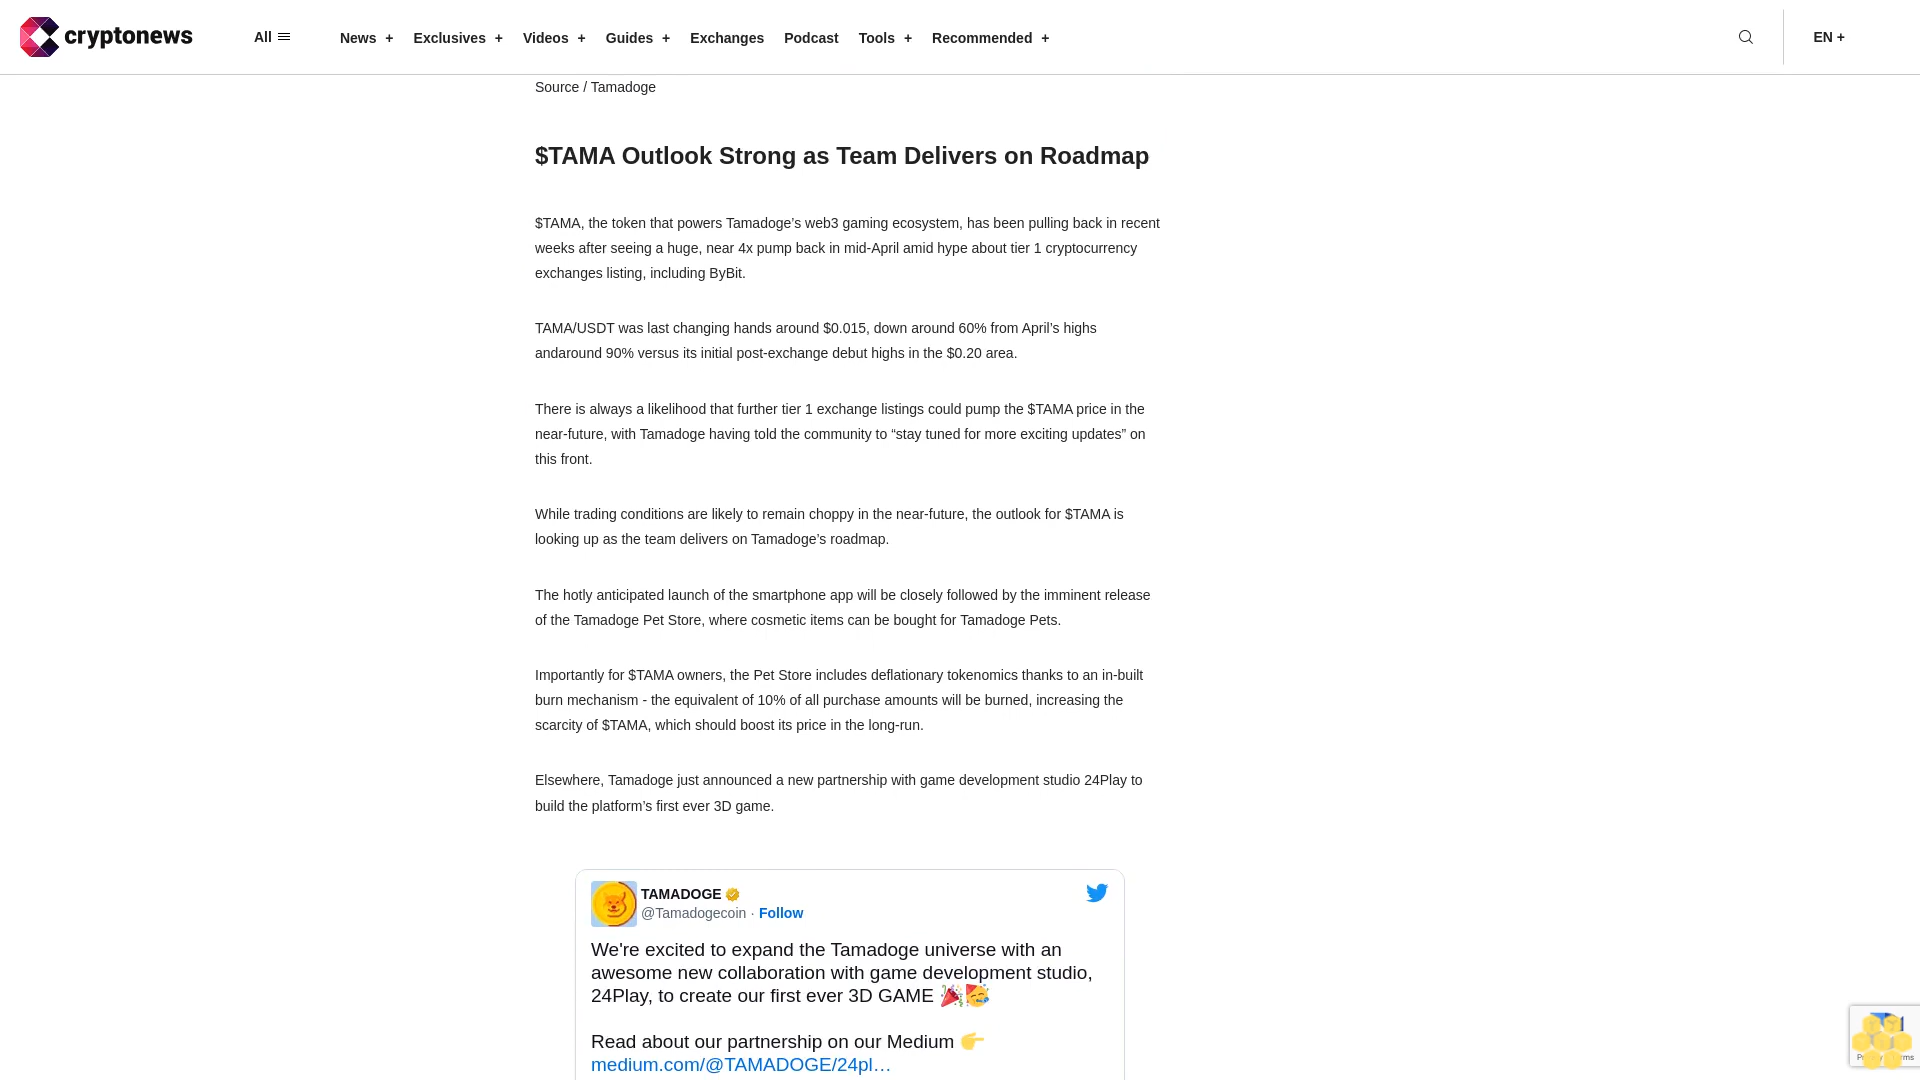 cryptonews
All
News +
Exclusives +
Videos +
Guides +
Exchanges
Podcast
Tools +
Recommended +
EN +
Source / Tamadoge
$TAMA Outlook Strong as Team Delivers on Roadmap
$TAMA, the token that powers Tamadoge’s web3 gaming ecosystem, has been pulling back in recent
weeks after seeing a huge, near 4x pump back in mid-April amid hype about tier 1 cryptocurrency
exchanges listing, including ByBit.
TAMA/USDT was last changing hands around $0.015, down around 60% from April’s highs
andaround 90% versus its initial post-exchange debut highs in the $0.20 area.
There is always a likelihood that further tier 1 exchange listings could pump the $TAMA price in the
near-future, with Tamadoge having told the community to “stay tuned for more exciting updates” on
this front.
While trading conditions are likely to remain choppy in the near-future, the outlook for $TAMA is
looking up as the team delivers on Tamadoge’s roadmap.
The hotly anticipated launch of the smartphone app will be closely followed by the imminent release
of the Tamadoge Pet Store, where cosmetic items can be bought for Tamadoge Pets.
Importantly for $TAMA owners, the Pet Store includes deflationary tokenomics thanks to an in-built
burn mechanism - the equivalent of 10% of all purchase amounts will be burned, increasing the
scarcity of $TAMA, which should boost its price in the long-run.
Elsewhere, Tamadoge just announced a new partnership with game development studio 24Play to
build the platform’s first ever 3D game.
TAMADOGE
@Tamadogecoin · Follow
We're excited to expand the Tamadoge universe with an
awesome new collaboration with game development studio,
24Play, to create our first ever 3D GAME 🎉🥳
Read about our partnership on our Medium 👉
medium.com/@TAMADOGE/24pl…